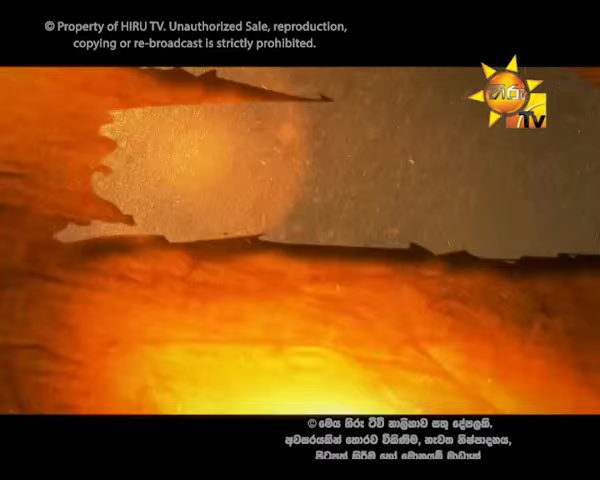 © Property of HIRU TV. Unauthorized Sale, reproduction,
copying or re-broadcast is strictly prohibited.
හිරු
TV
© මෙය හිරු ටීවී නාලිකාව සතු දේපලකි.
අවසරයකින් තොරව විකිණීම, නැවත නිෂ්පාදනය,
පිටපත් කිරීම හෝ